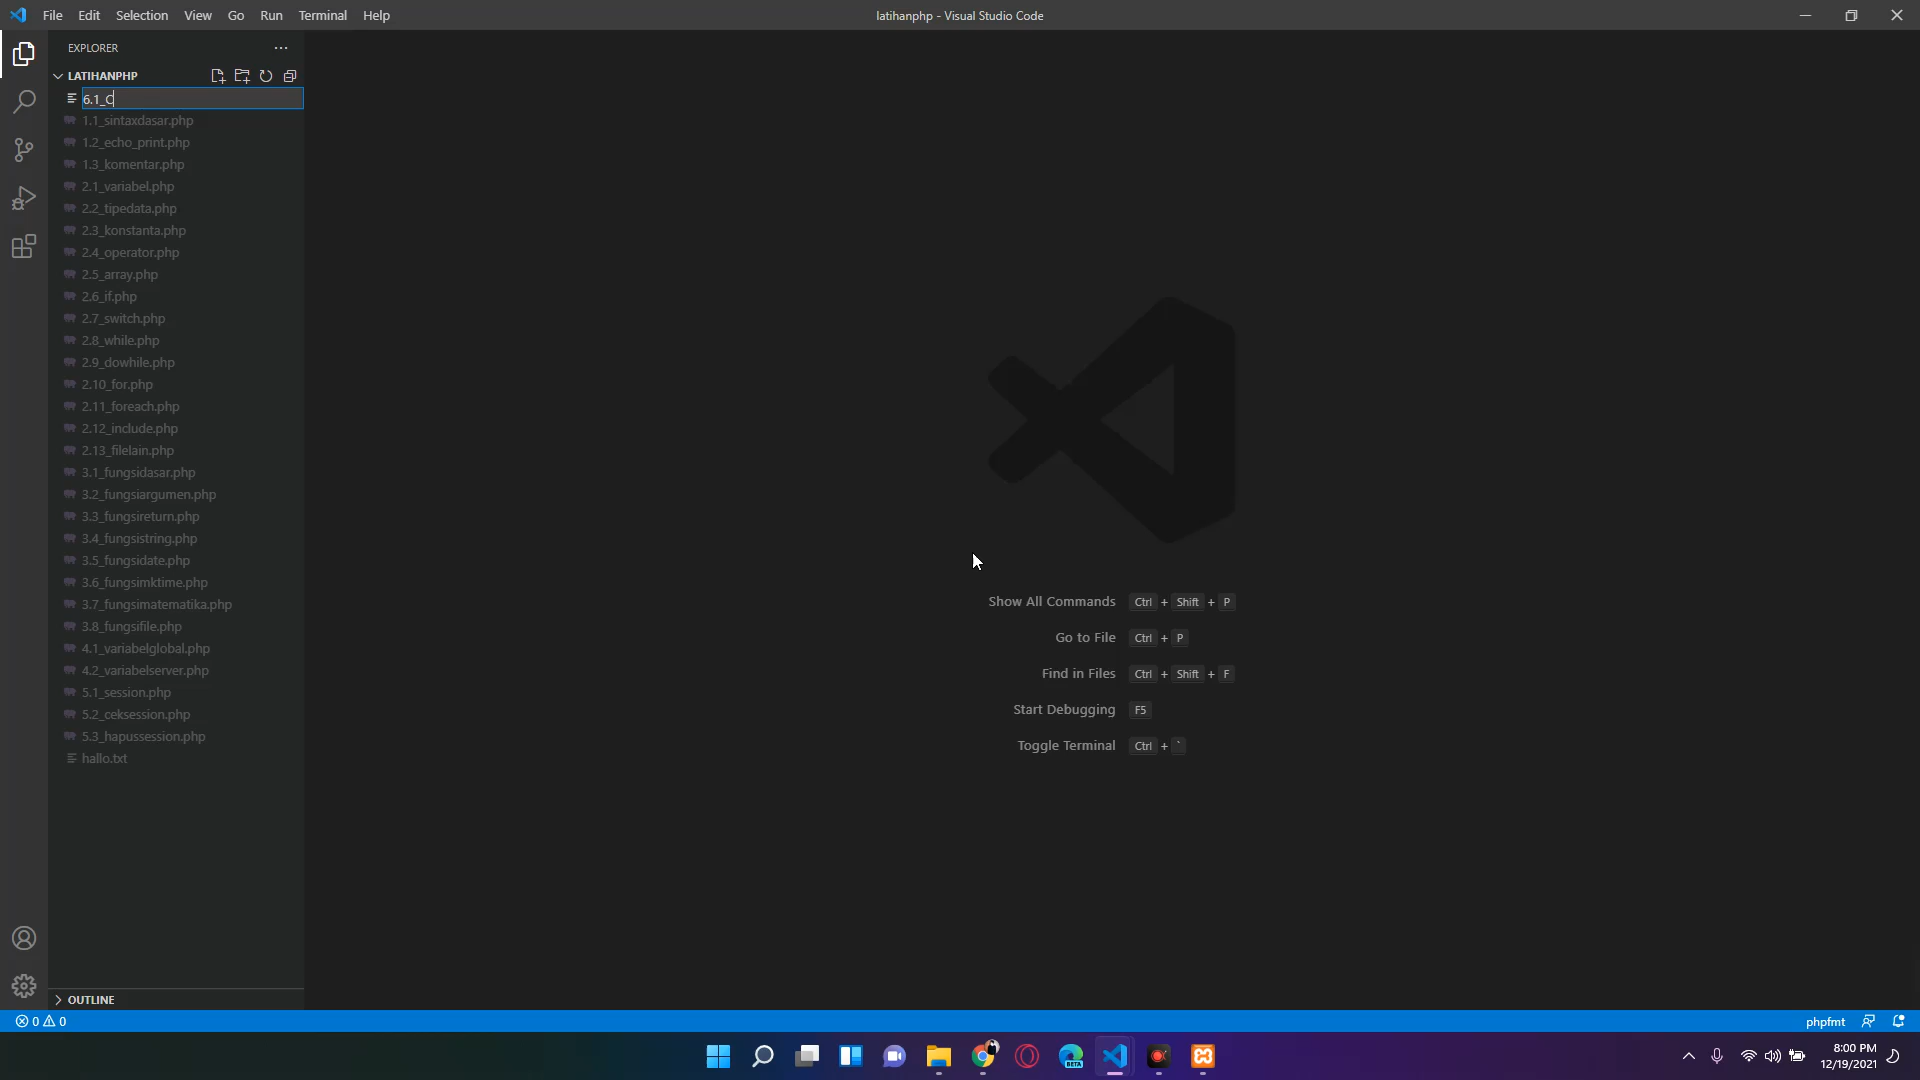 File Edit Selection View Go Run Terminal Help
latihanphp - Visual Studio Code
EXPLORER
LATIHANPHP
6.1_C
1.1_sintaxdasar.php
1.2_echo_print.php
1.3_komentar.php
2.1_variabel.php
2.2_tipedata.php
2.3_konstanta.php
2.4_operator.php
2.5_array.php
2.6_if.php
2.7_switch.php
2.8_while.php
2.9_dowhile.php
2.10_for.php
2.11_foreach.php
2.12_include.php
2.13_filelain.php
3.1_fungsidasar.php
3.2_fungsiargumen.php
3.3_fungsireturn.php
3.4_fungsistring.php
3.5_fungsidate.php
3.6_fungsimktime.php
3.7_fungsimatematika.php
3.8_fungsifile.php
4.1_variabelglobal.php
4.2_variabelserver.php
5.1_session.php
5.2_ceksession.php
5.3_hapussession.php
hallo.txt
Show All Commands Ctrl + Shift + P
Go to File Ctrl + P
Find in Files Ctrl + Shift + F
Start Debugging F5
Toggle Terminal Ctrl + `
OUTLINE
0 0
phpfmt
BETA
8:00 PM
12/19/2021